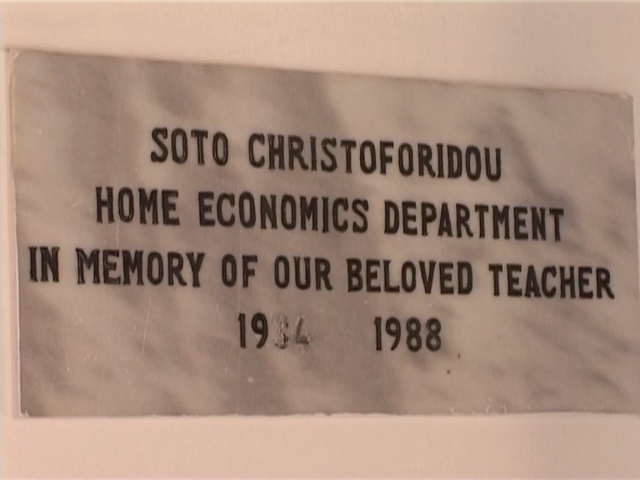 SOTO CHRISTOFORIDOU
HOME ECONOMICS DEPARTMENT
IN MEMORY OF OUR BELOVED TEACHER
1934 1988